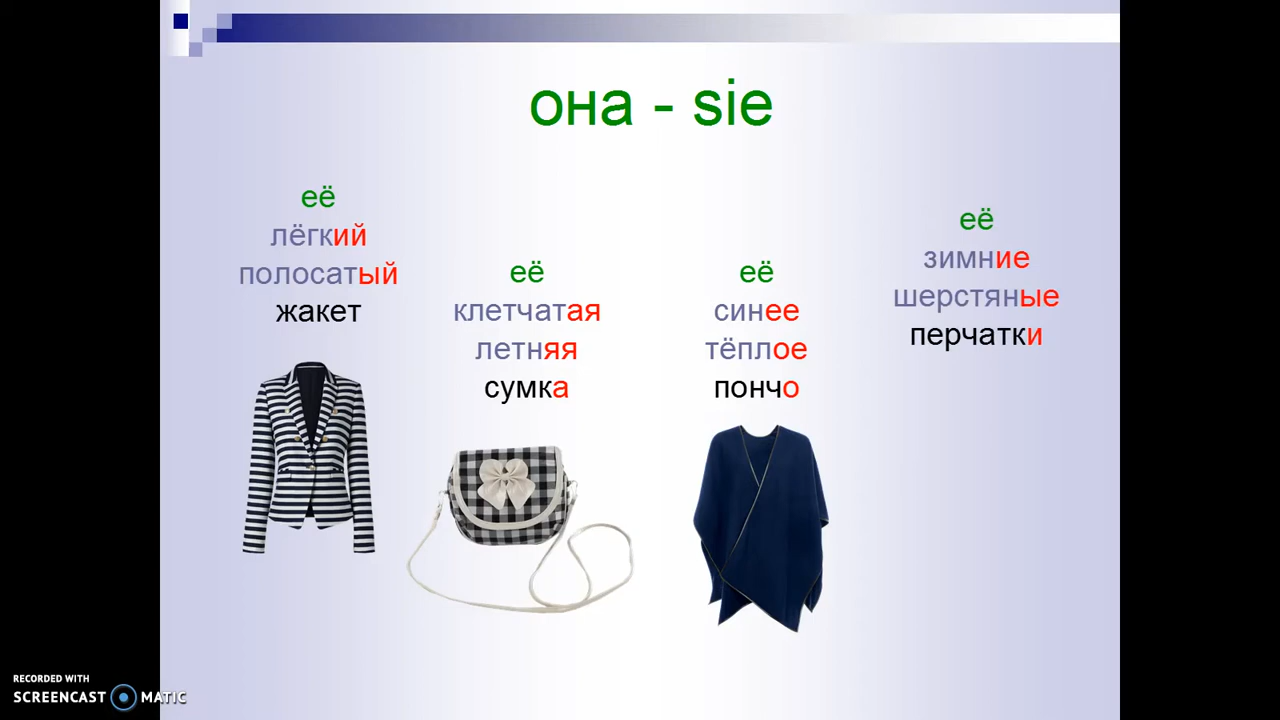 она - sie
её
лёгкий
полосатый
жакет
её
клетчатая
летняя
сумка
её
синее
тёплое
пончо
её
зимние
шерстяные
перчатки
RECORDED WITH
SCREENCAST MATIC